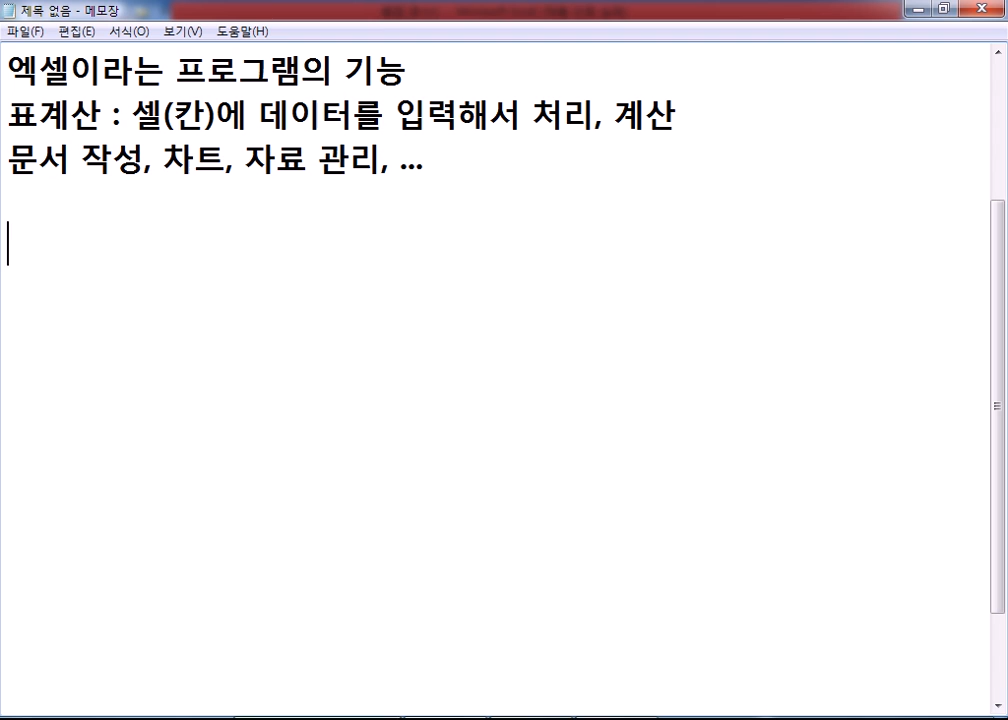 제목 없음 - 메모장
파일(F) 편집(E) 서식(O) 보기(V) 도움말(H)
엑셀이라는 프로그램의 기능
표계산 : 셀(칸)에 데이터를 입력해서 처리, 계산
문서 작성, 차트, 자료 관리, ...